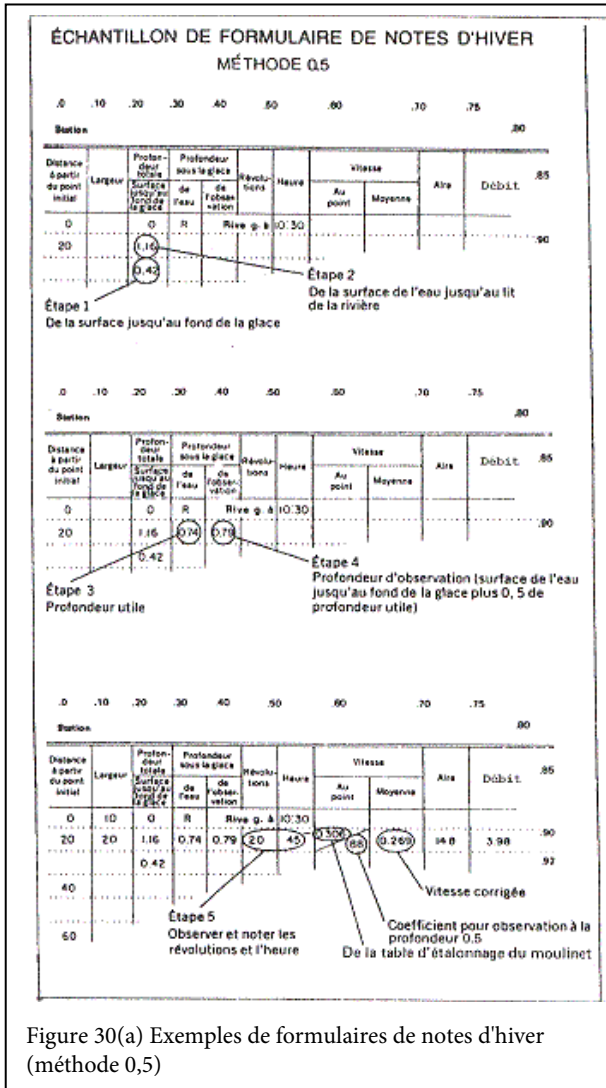 ÉCHANTILLON DE FORMULAIRE DE NOTES D'HIVER
MÉTHODE 0.5
.0 .10 .20 .30 .40 .50 .60 .70 .75
Station .80
Distance à partir du point initial Largeur Profondeur totale Surface jusqu'au fond de la glace Profondeur sous la glace de l'eau de l'observation Révolutions Heure Vitesse Au point Moyenne Aire Débit .85
0 0 R Rive g. à 10:30
20 1.16 .90
0.42
Étape 2
De la surface de l'eau jusqu'au lit
de la rivière
Étape 1
De la surface jusqu'au fond de la glace
.0 .10 .20 .30 .40 .50 .60 .70 .75
Station .80
Distance à partir du point initial Largeur Profondeur totale Surface jusqu'au fond de la glace Profondeur sous la glace de l'eau de l'observation Révolutions Heure Vitesse Au point Moyenne Aire Débit .85
0 0 R Rive g. à 10:30
20 1.16 0.74 0.79 .90
0.42
Étape 4
Profondeur d'observation (surface de l'eau
jusqu'au fond de la glace plus 0, 5 de
profondeur utile)
Étape 3
Profondeur utile
.0 .10 .20 .30 .40 .50 .60 .70 .75
Station .80
Distance à partir du point initial Largeur Profondeur totale Surface jusqu'au fond de la glace Profondeur sous la glace de l'eau de l'observation Révolutions Heure Vitesse Au point Moyenne Aire Débit .85
0 10 0 R Rive g. à 10:30
20 20 1.16 0.74 0.79 20 45 0.306 88 0.269 14.8 3.98 .90
0.42 .92
40
Vitesse corrigée
Étape 5
Observer et noter les
révolutions et l'heure
60
Coefficient pour observation à la
profondeur 0.5
De la table d'étalonnage du moulinet
Figure 30(a) Exemples de formulaires de notes d'hiver
(méthode 0,5)